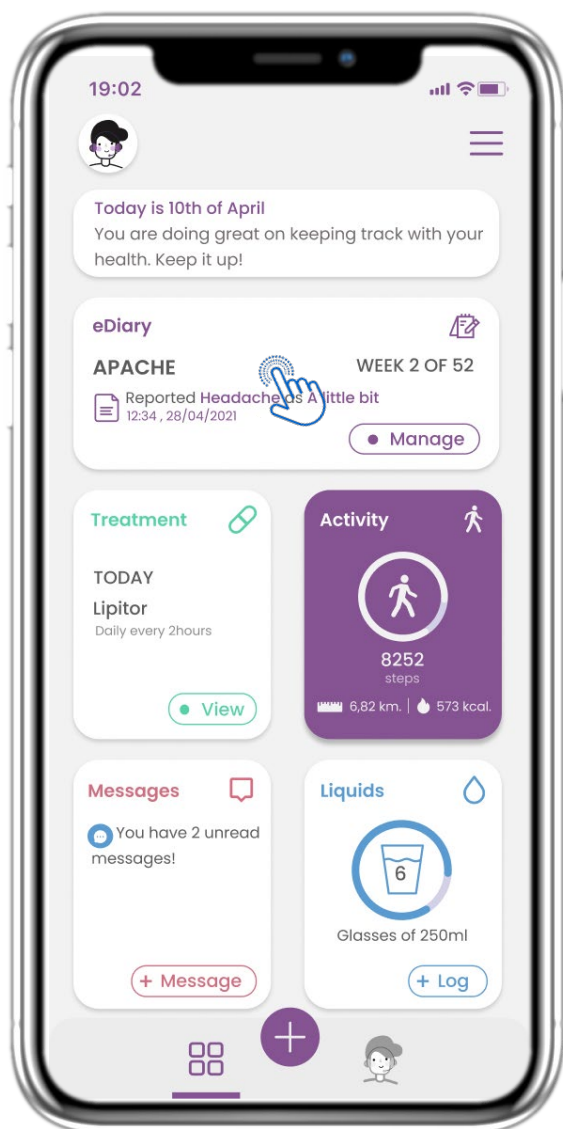 19:02
Today is 10th of April
You are doing great on keeping track with your
health. Keep it up!
eDiary
APACHE
WEEK 2 OF 52
Reported Headache as A little bit
12:34 , 28/04/2021
Manage
Treatment
TODAY
Lipitor
Daily every 2hours
View
Activity
8252
steps
6,82 km. | 573 kcal.
Messages
You have 2 unread
messages!
+ Message
Liquids
6
Glasses of 250ml
+ Log